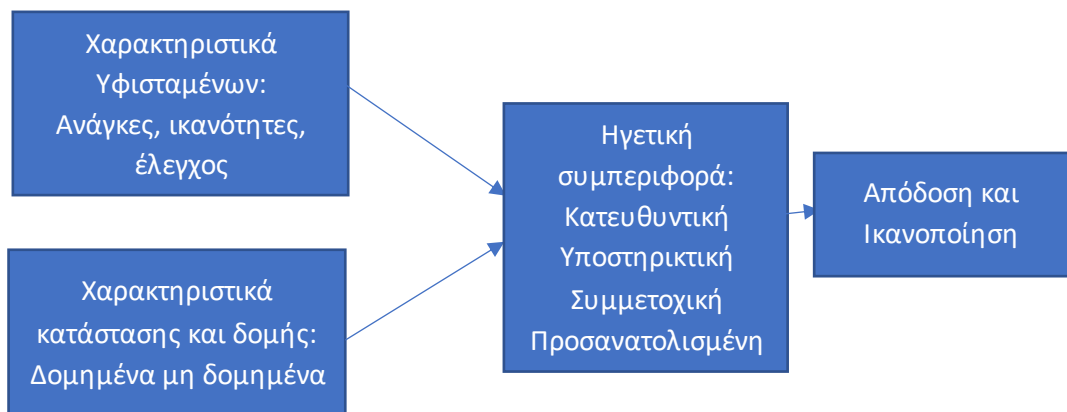 Χαρακτηριστικά
Υφισταμένων:
Ανάγκες, ικανότητες,
έλεγχος
Χαρακτηριστικά
κατάστασης και δομής:
Δομημένα μη δομημένα
Ηγετική
συμπεριφορά:
Κατευθυντική
Υποστηρικτική
Συμμετοχική
Προσανατολισμένη
Απόδοση και
Ικανοποίηση